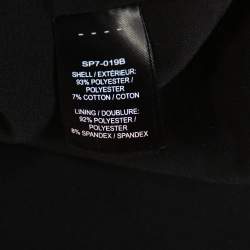 SP7-019B
SHELL / EXTÉRIEUR:
93% POLYESTER /
POLYESTER
7% COTTON / COTON
LINING / DOUBLURE:
92% POLYESTER /
POLYESTER
8% SPANDEX / SPANDEX